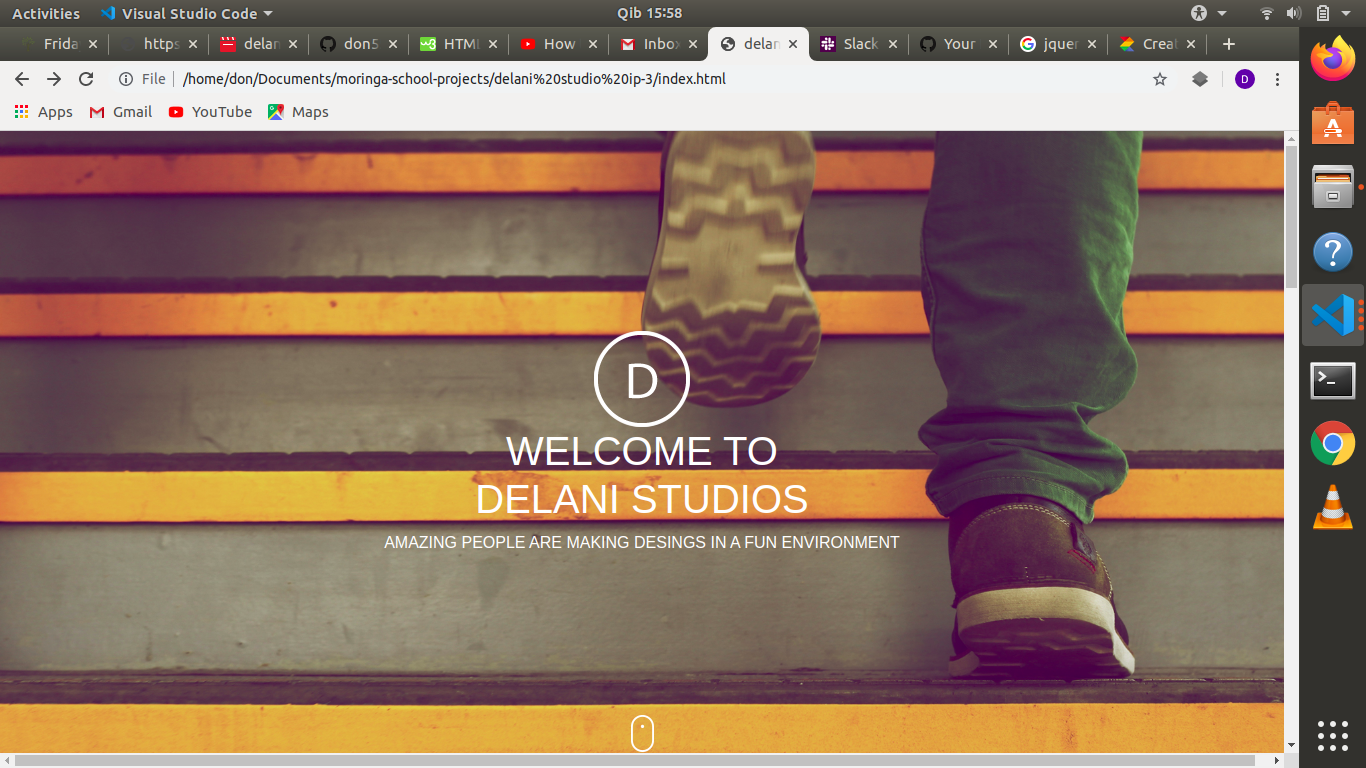 Activities Visual Studio Code Qib 15:58
Frida https delan don5 HTML How Inbox delan Slack Your jquer Creat
File /home/don/Documents/moringa-school-projects/delani%20studio%20ip-3/index.html D
Apps Gmail YouTube Maps
D
WELCOME TO
DELANI STUDIOS
AMAZING PEOPLE ARE MAKING DESINGS IN A FUN ENVIRONMENT